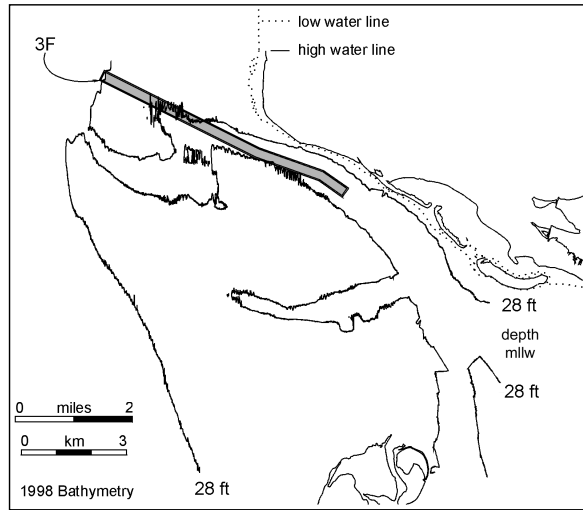 low water line
high water line
3F
28 ft
depth
mllw
28 ft
0 miles 2
0 km 3
28 ft
1998 Bathymetry